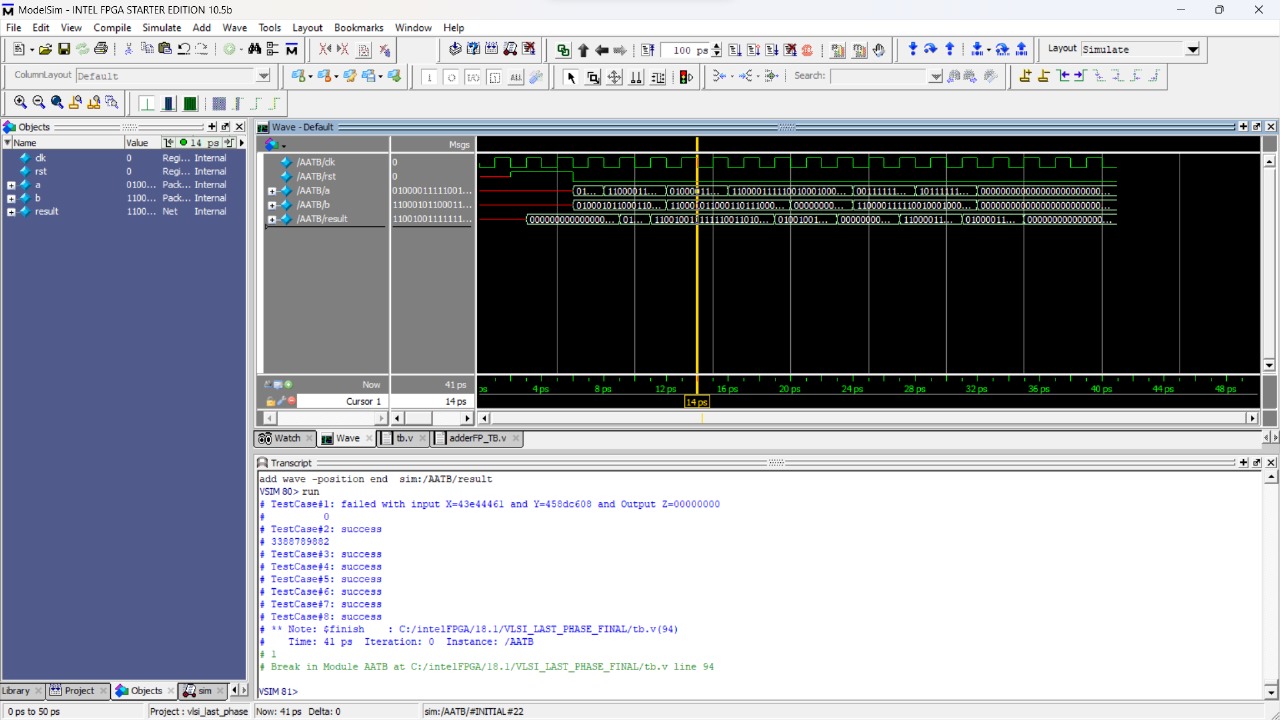 ModelSim - INTEL FPGA STARTER EDITION 10.5b
File Edit View Compile Simulate Add Wave Tools Layout Bookmarks Window Help
100 ps Layout Simulate
ColumnLayout Default Search:
Objects
Name Value 14 ps
clk 0 Regi... Internal
rst 0 Regi... Internal
a 0100... Pack... Internal
b 1100... Pack... Internal
result 1100... Net Internal
Wave - Default
Msgs
/AATB/clk 0
/AATB/rst 0
/AATB/a 01000011111001... 01... 11000011... 01000011... 110000111110010001000... 00111111... 10111111... 0000000000000000000000...
/AATB/b 11000101100011... 010001011000110... 110001011000110111000... 00000000... 110000111110010001000... 0000000000000000000000...
/AATB/result 11001001111111... 000000000000000... 01... 110010010111111001101010... 01001001... 00000000... 11000011... 01000011... 000000000000000...
Now 41 ps
ps 4 ps 8 ps 12 ps 16 ps 20 ps 24 ps 28 ps 32 ps 36 ps 40 ps 44 ps 48 ps
Cursor 1 14 ps 14 ps
Watch Wave tb.v adderFP_TB.v
Transcript
add wave -position end sim:/AATB/result
VSIM 80> run
# TestCase#1: failed with input X=43e44461 and Y=458dc608 and Output Z=00000000
# 0
# TestCase#2: success
# 3388789882
# TestCase#3: success
# TestCase#4: success
# TestCase#5: success
# TestCase#6: success
# TestCase#7: success
# TestCase#8: success
# ** Note: $finish : C:/intelFPGA/18.1/VLSI_LAST_PHASE_FINAL/tb.v(94)
# Time: 41 ps Iteration: 0 Instance: /AATB
# 1
# Break in Module AATB at C:/intelFPGA/18.1/VLSI_LAST_PHASE_FINAL/tb.v line 94
VSIM 81>
Library Project Objects sim
0 ps to 50 ps Project : vlsi_last_phase Now: 41 ps Delta: 0 sim:/AATB/#INITIAL#22